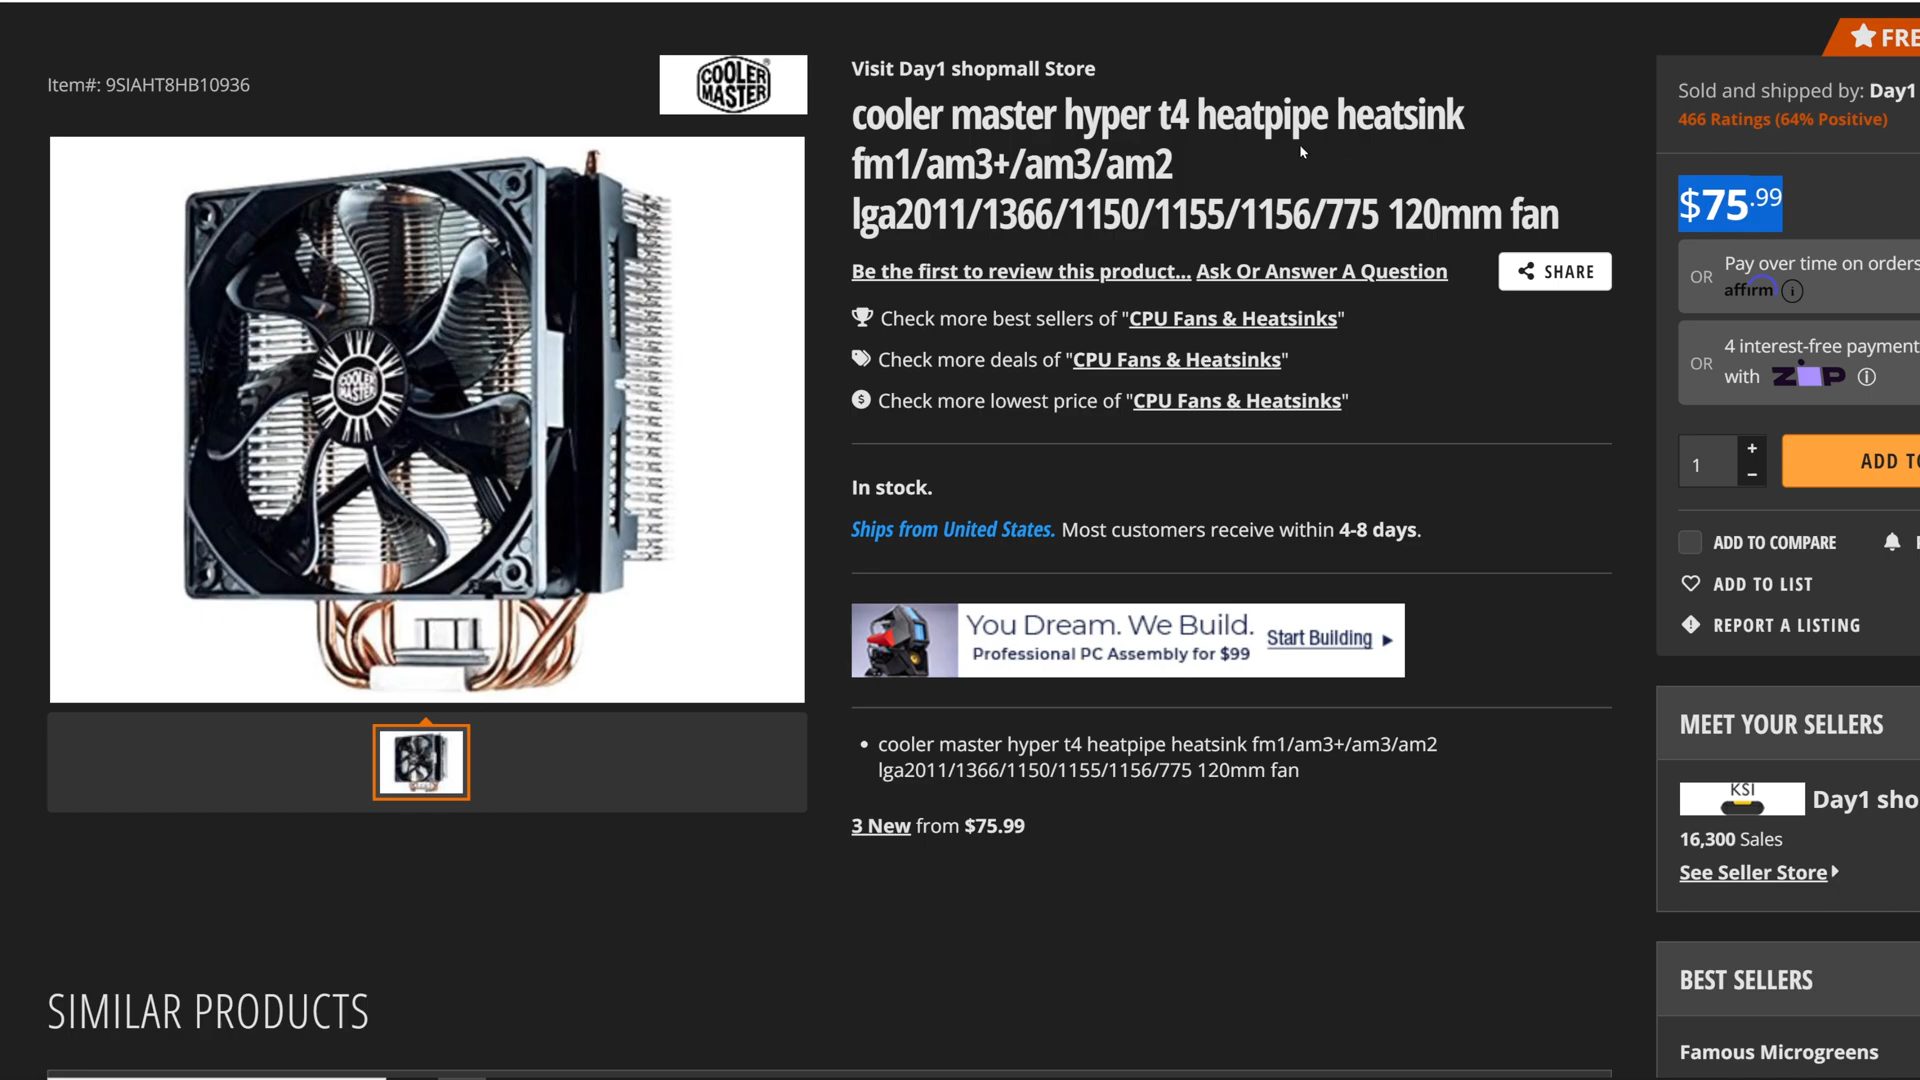 FRE
Item#: 9SIAHT8HB10936
COOLER MASTER
COOLER MASTER
Visit Day1 shopmall Store
cooler master hyper t4 heatpipe heatsink
fm1/am3+/am3/am2
lga2011/1366/1150/1155/1156/775 120mm fan
Be the first to review this product... Ask Or Answer A Question
SHARE
Check more best sellers of "CPU Fans & Heatsinks"
Check more deals of "CPU Fans & Heatsinks"
Check more lowest price of "CPU Fans & Heatsinks"
In stock.
Ships from United States. Most customers receive within 4-8 days.
You Dream. We Build.
Professional PC Assembly for $99
Start Building
• cooler master hyper t4 heatpipe heatsink fm1/am3+/am3/am2
lga2011/1366/1150/1155/1156/775 120mm fan
3 New from $75.99
Sold and shipped by: Day1
466 Ratings (64% Positive)
$75.99
OR
Pay over time on orders
affirm
OR
4 interest-free payment
with ZIP
1
+
−
ADD TO
ADD TO COMPARE
ADD TO LIST
REPORT A LISTING
MEET YOUR SELLERS
KSI
Day1 sho
16,300 Sales
See Seller Store
BEST SELLERS
Famous Microgreens
SIMILAR PRODUCTS